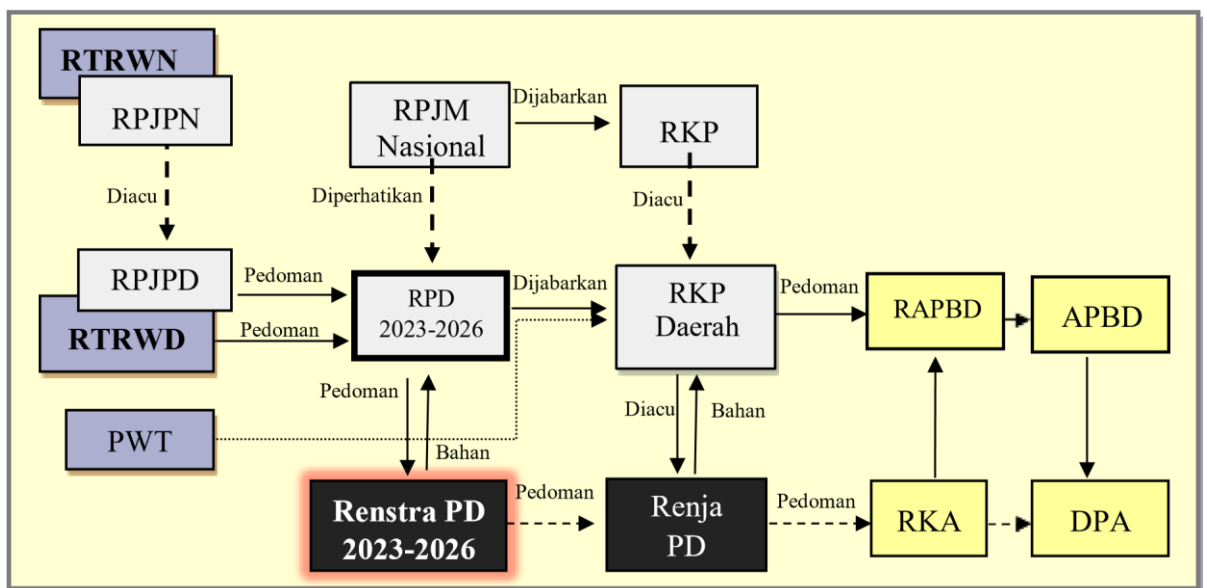 RTRWN
RPJPN
RPJM
Nasional
Dijabarkan
RKP
Diacu
Diperhatikan
Diacu
RPJPD
Pedoman
RPD
2023-2026
Dijabarkan
RKP
Daerah
Pedoman
RAPBD
APBD
RTRWD
Pedoman
Pedoman
Bahan
Diacu
Bahan
PWT
Renstra PD
2023-2026
Pedoman
Renja
PD
Pedoman
RKA
DPA